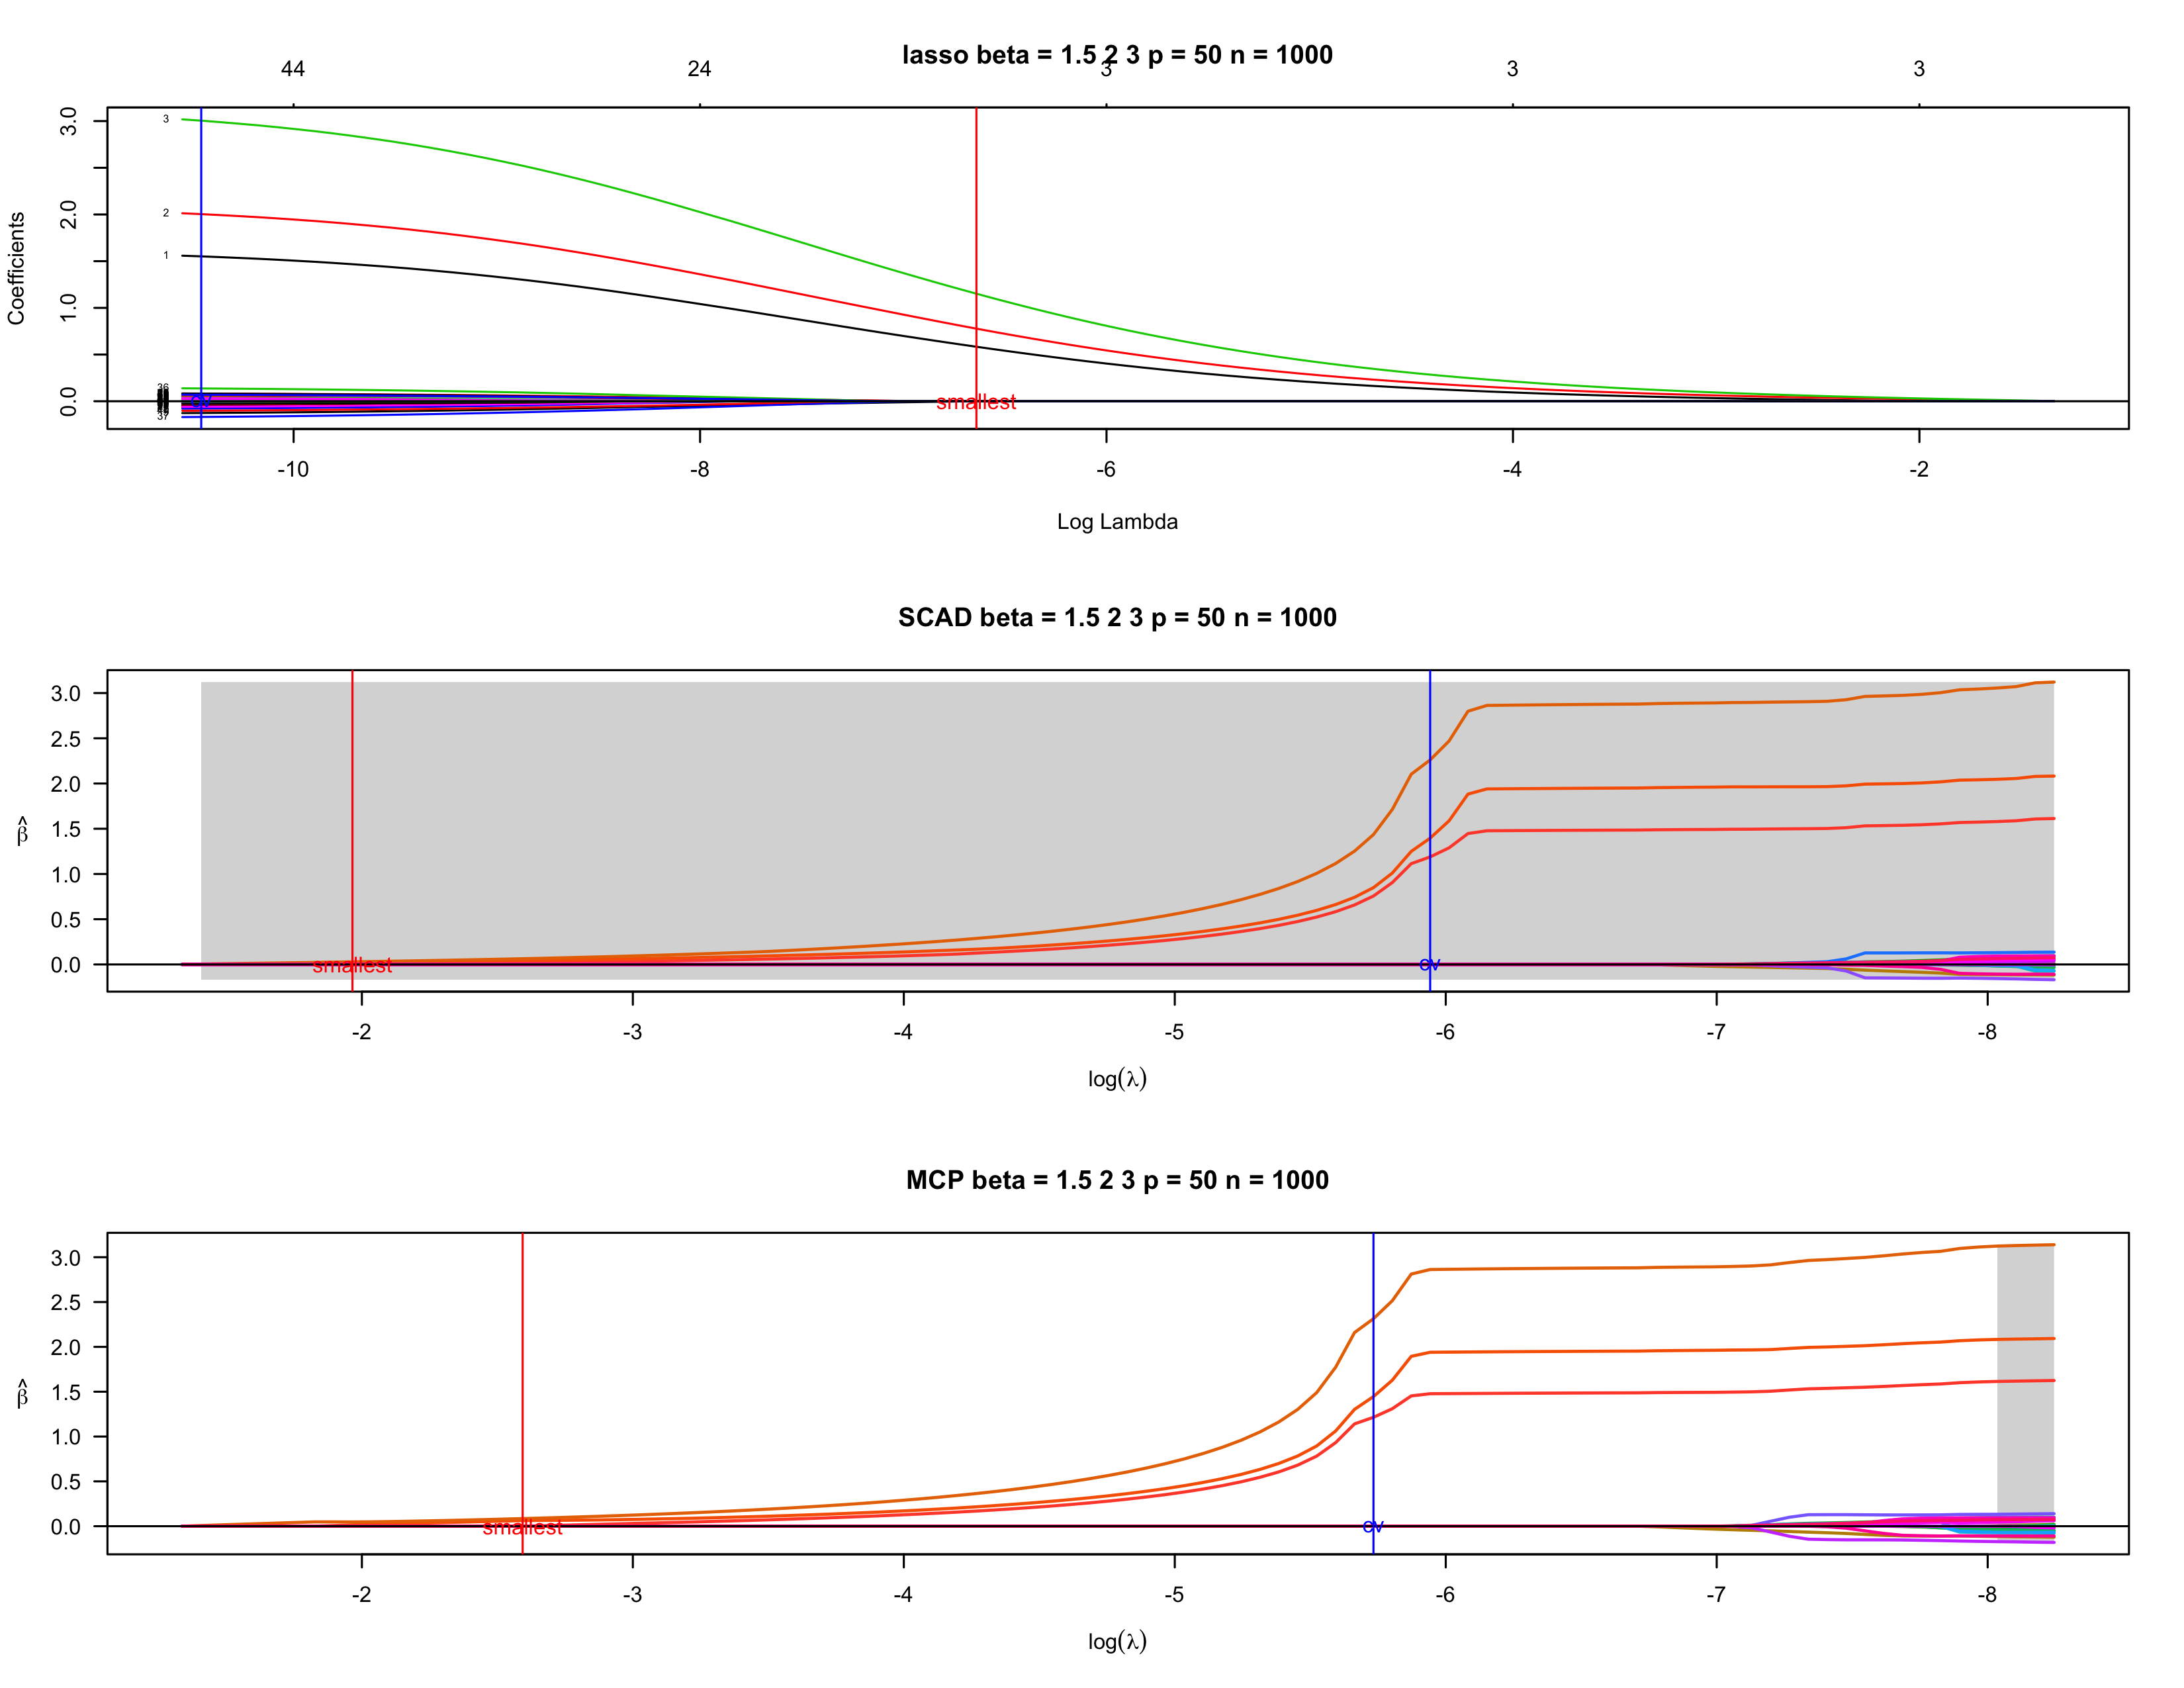 lasso beta = 1.5 2 3 p = 50 n = 1000
44 24 3 3 3
Coefficients
3.0
2.0
1.0
0.0
3
2
1
36
37
cv
smallest
-10 -8 -6 -4 -2
Log Lambda
SCAD beta = 1.5 2 3 p = 50 n = 1000
β̂
3.0
2.5
2.0
1.5
1.0
0.5
0.0
smallest
cv
-2 -3 -4 -5 -6 -7 -8
log(λ)
MCP beta = 1.5 2 3 p = 50 n = 1000
β̂
3.0
2.5
2.0
1.5
1.0
0.5
0.0
smallest
cv
-2 -3 -4 -5 -6 -7 -8
log(λ)